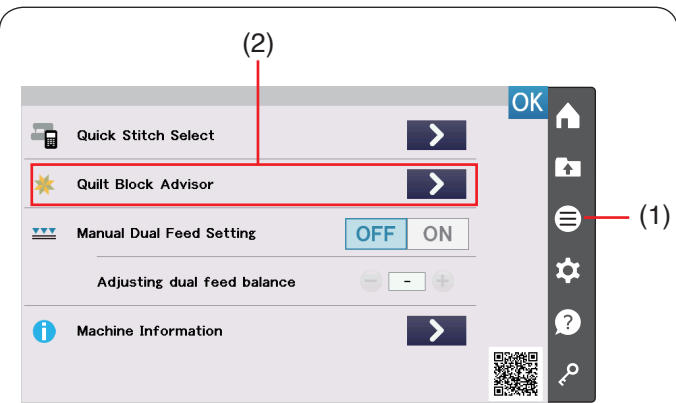 (2)
OK
Quick Stitch Select
Quilt Block Advisor
(1)
Manual Dual Feed Setting OFF ON
Adjusting dual feed balance - 
Machine Information
?